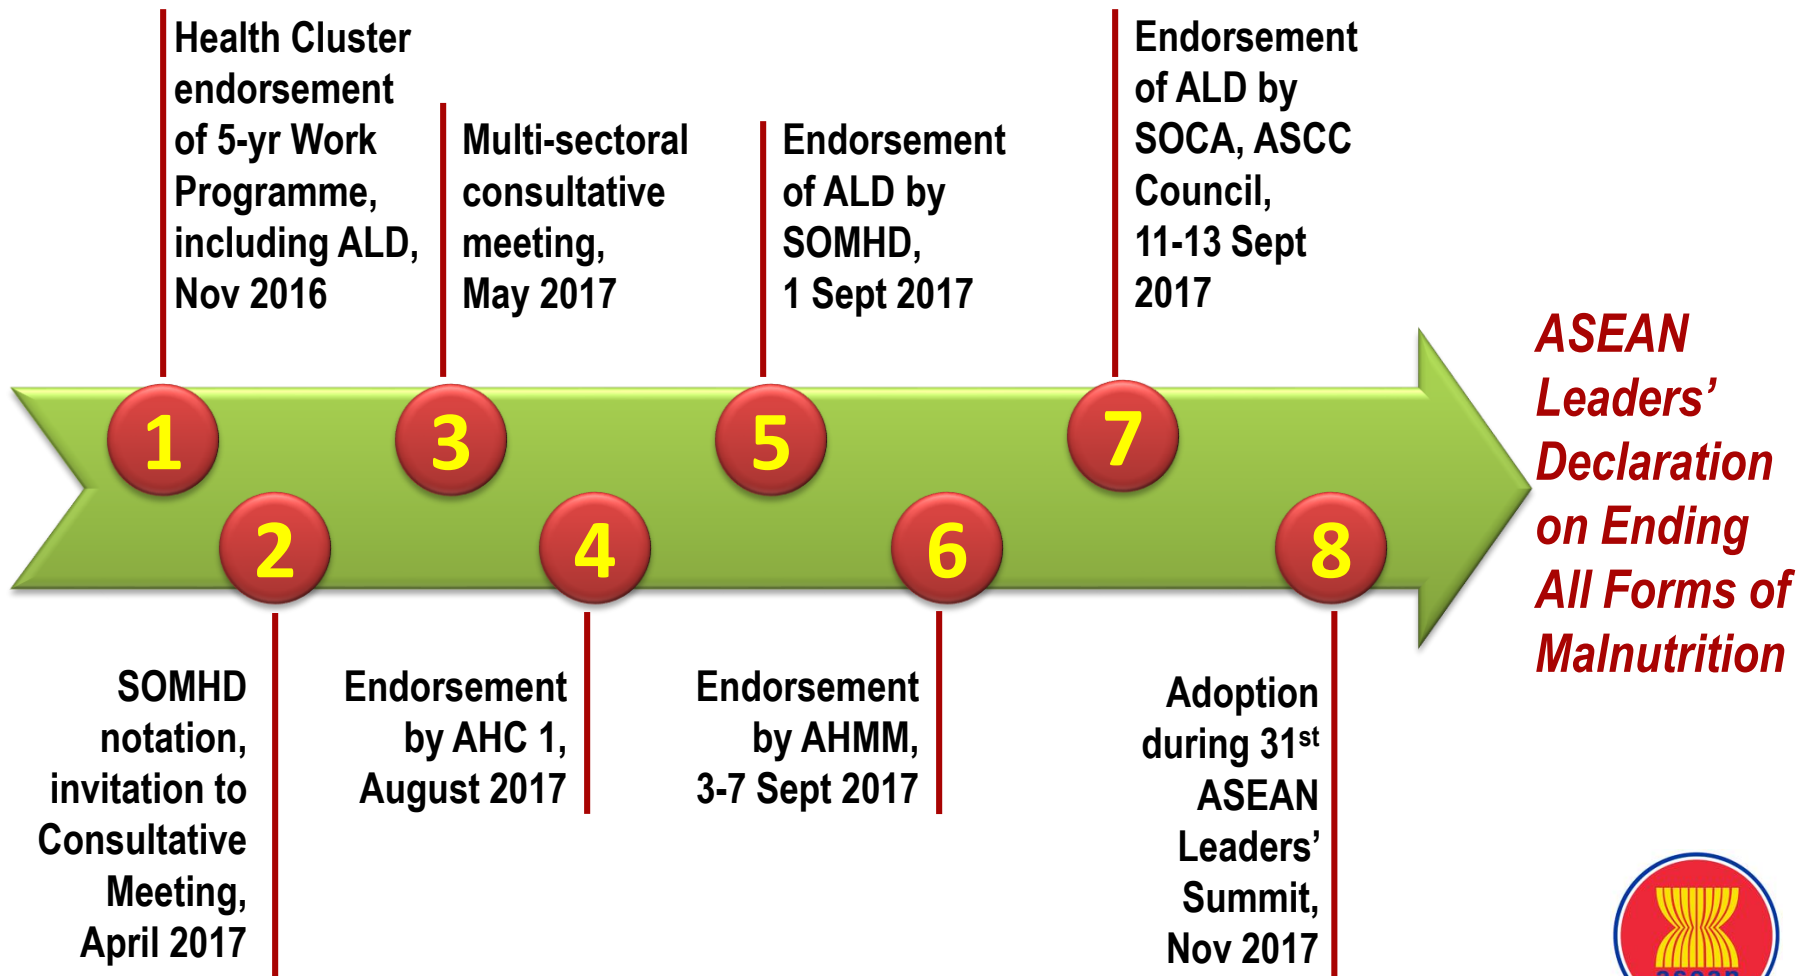 Health Cluster
endorsement
of 5-yr Work
Programme,
including ALD,
Nov 2016
Multi-sectoral
consultative
meeting,
May 2017
Endorsement
of ALD by
SOMHD,
1 Sept 2017
Endorsement
of ALD by
SOCA, ASCC
Council,
11-13 Sept
2017
1
3
5
7
2
4
6
8
ASEAN
Leaders’
Declaration
on Ending
All Forms of
Malnutrition
SOMHD
notation,
invitation to
Consultative
Meeting,
April 2017
Endorsement
by AHC 1,
August 2017
Endorsement
by AHMM,
3-7 Sept 2017
Adoption
during 31st
ASEAN
Leaders’
Summit,
Nov 2017
asean